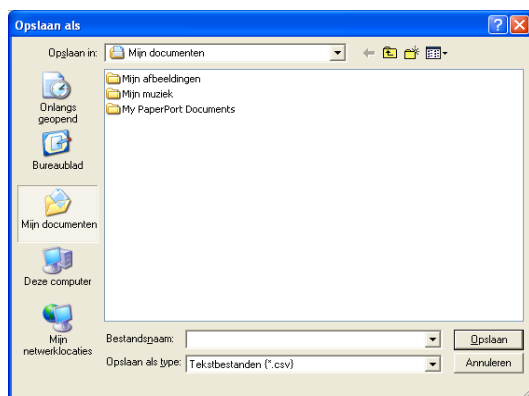 Opslaan als
Opslaan in:
Mijn documenten
Mijn afbeeldingen
Mijn muziek
My PaperPort Documents
Onlangs
geopend
Bureaublad
Mijn documenten
Deze computer
Mijn
netwerklocaties
Bestandsnaam:
Opslaan
Opslaan als type:
Tekstbestanden (*.csv)
Annuleren